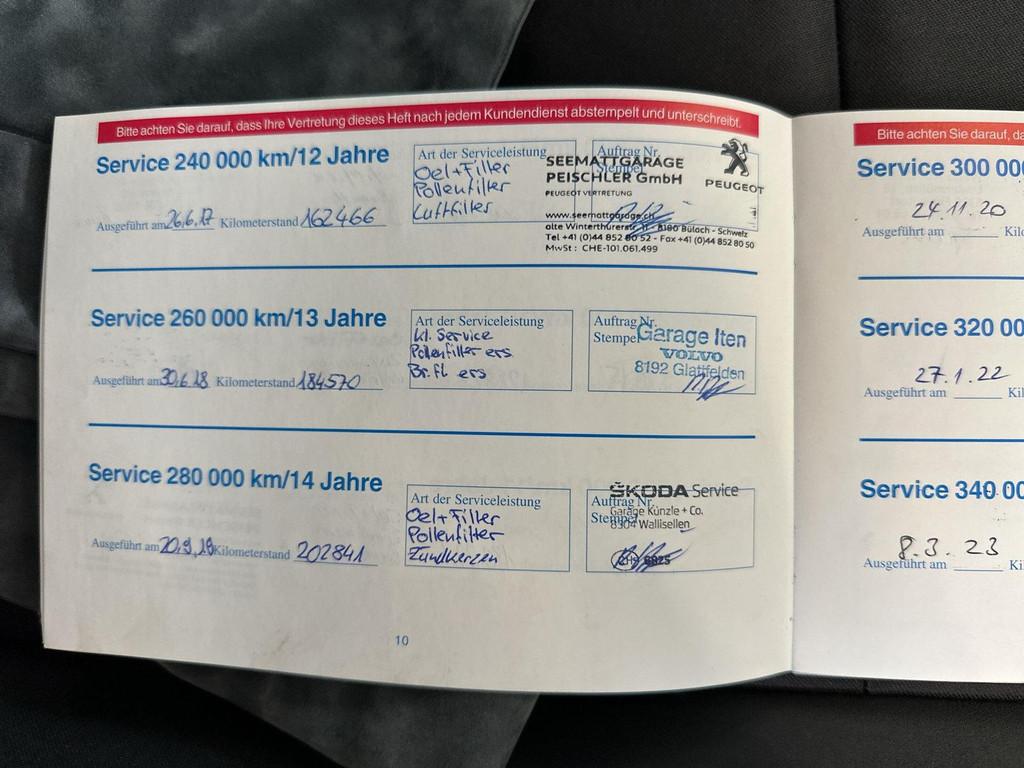 Bitte achten Sie darauf, dass Ihre Vertretung dieses Heft nach jedem Kundendienst abstempelt und unterschreibt.
Service 240 000 km/12 Jahre
Ausgeführt am 26.6.17 Kilometerstand 162466
Art der Serviceleistung
Oel+Filter
Pollenfilter
Luftfilter
Auftrag Nr.
Stempel
SEEMATTGARAGE
PEISCHLER GmbH
PEUGEOT VERTRETUNG
PEUGEOT
www.seemattgarage.ch
alte Winterthurerstr. 8180 Bülach - Schweiz
Tel +41 (0)44 852 80 52 - Fax +41 (0)44 852 80 50
MwSt : CHE-101.061.499
Service 260 000 km/13 Jahre
Ausgeführt am 30.6.18 Kilometerstand 184570
Art der Serviceleistung
kl. Service
Pollenfilter ers.
Br.fl ers
Auftrag Nr.
Stempel
Garage Iten
VOLVO
8192 Glattfelden
Service 280 000 km/14 Jahre
Ausgeführt am 20.9.19 Kilometerstand 202841
Art der Serviceleistung
Oel+Filter
Pollenfilter
Zündkerzen
Auftrag Nr.
Stempel
ŠKODA Service
Garage Künzle + Co.
8304 Wallisellen
10
Bitte achten Sie darauf, da
Service 300 00
24.11.20
Ausgeführt am Kilo
Service 320 00
27.1.22
Ausgeführt am Kil
Service 340 00
8.3.23
Ausgeführt am Ki